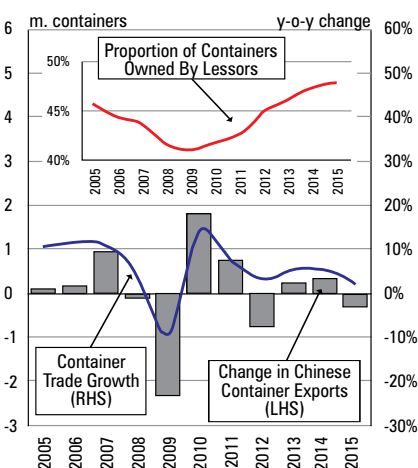 m. containers
y-o-y change
6
5
4
3
2
1
0
-1
-2
-3
60%
50%
40%
30%
20%
10%
0%
-10%
-20%
-30%
Proportion of Containers
Owned By Lessors
50%
45%
40%
2005 2006 2007 2008 2009 2010 2011 2012 2013 2014 2015
Container
Trade Growth
(RHS)
Change in Chinese
Container Exports
(LHS)
2005 2006 2007 2008 2009 2010 2011 2012 2013 2014 2015